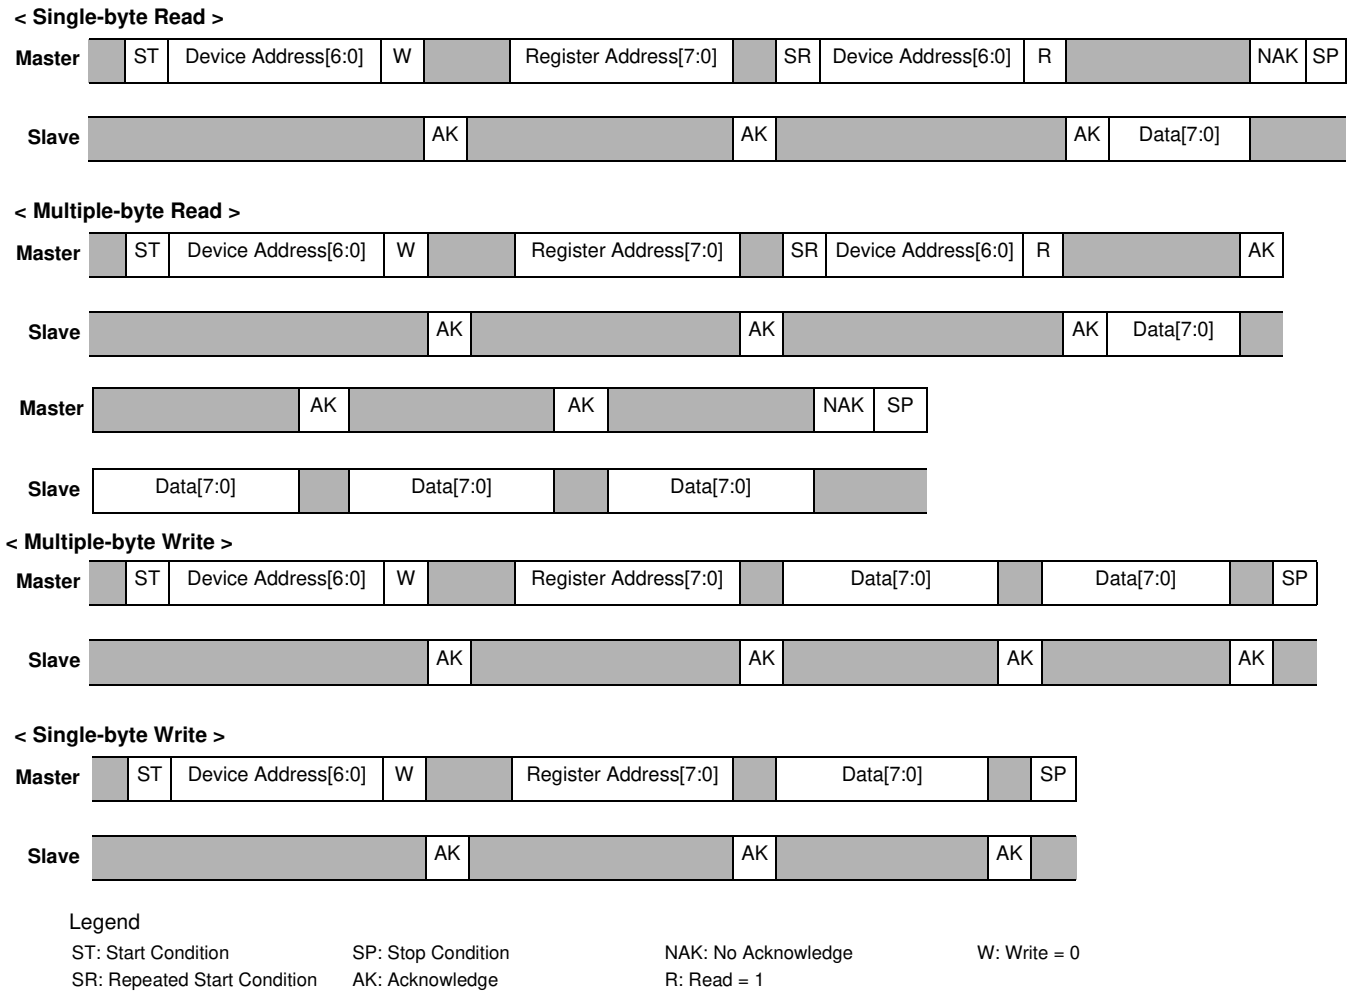 < Single-byte Read >
Master ST Device Address[6:0] W Register Address[7:0] SR Device Address[6:0] R NAK SP
Slave AK AK AK Data[7:0]
< Multiple-byte Read >
Master ST Device Address[6:0] W Register Address[7:0] SR Device Address[6:0] R AK
Slave AK AK AK Data[7:0]
Master AK AK NAK SP
Slave Data[7:0] Data[7:0] Data[7:0]
< Multiple-byte Write >
Master ST Device Address[6:0] W Register Address[7:0] Data[7:0] Data[7:0] SP
Slave AK AK AK AK
< Single-byte Write >
Master ST Device Address[6:0] W Register Address[7:0] Data[7:0] SP
Slave AK AK AK
Legend
ST: Start Condition SP: Stop Condition NAK: No Acknowledge W: Write = 0
SR: Repeated Start Condition AK: Acknowledge R: Read = 1